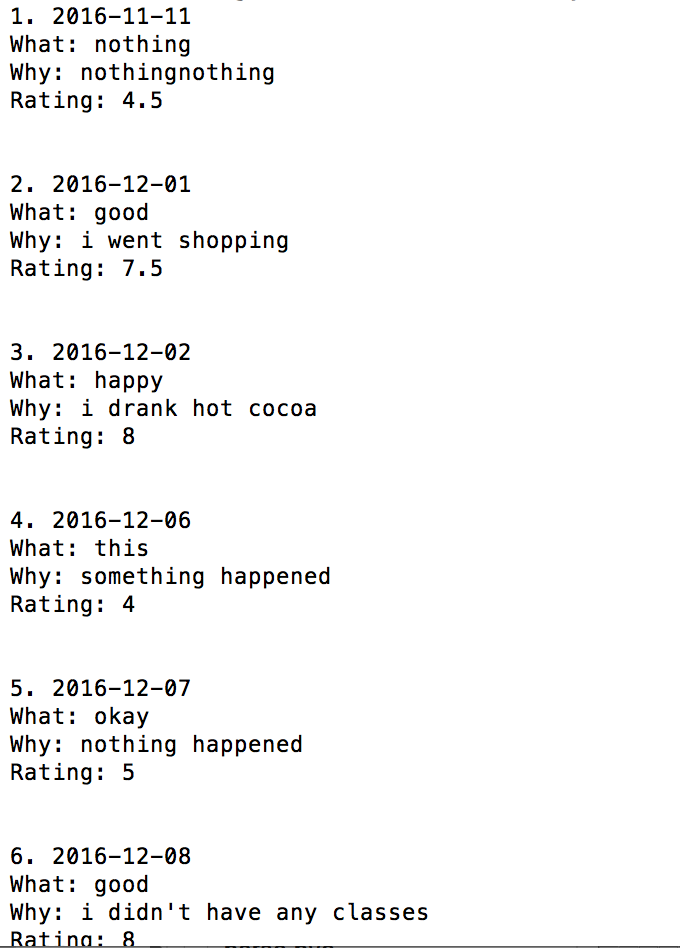 1. 2016-11-11
What: nothing
Why: nothingnothing
Rating: 4.5
2. 2016-12-01
What: good
Why: i went shopping
Rating: 7.5
3. 2016-12-02
What: happy
Why: i drank hot cocoa
Rating: 8
4. 2016-12-06
What: this
Why: something happened
Rating: 4
5. 2016-12-07
What: okay
Why: nothing happened
Rating: 5
6. 2016-12-08
What: good
Why: i didn't have any classes
Rating: 8